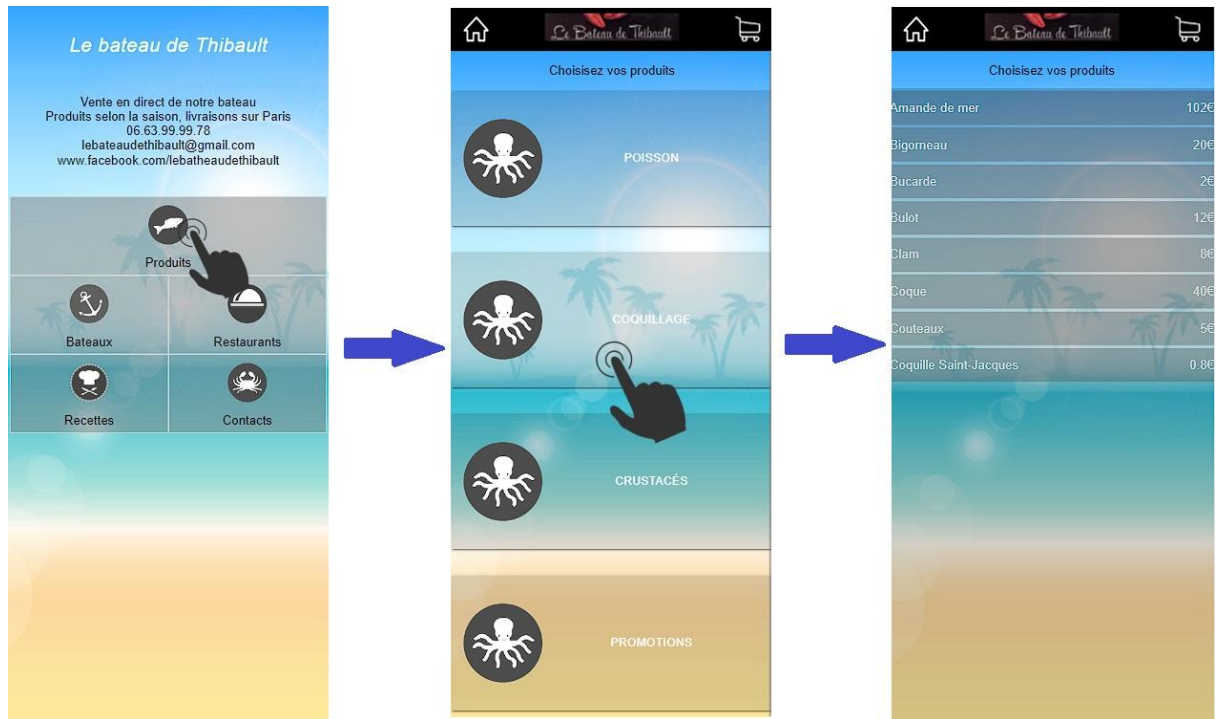 Le bateau de Thibault
Vente en direct de notre bateau
Produits selon la saison, livraisons sur Paris
06.63.99.99.78
lebateaudethibault@gmail.com
www.facebook.com/lebatheaudethibault
Produits
Bateaux
Restaurants
Recettes
Contacts
Le Bateau de Thibault
Choisisez vos produits
POISSON
COQUILLAGE
CRUSTACÉS
PROMOTIONS
Le Bateau de Thibault
Choisisez vos produits
Amande de mer 102€
Bigorneau 20€
Bucarde 2€
Bulot 12€
Clam 8€
Coque 40€
Couteaux 5€
Coquille Saint-Jacques 0.8€